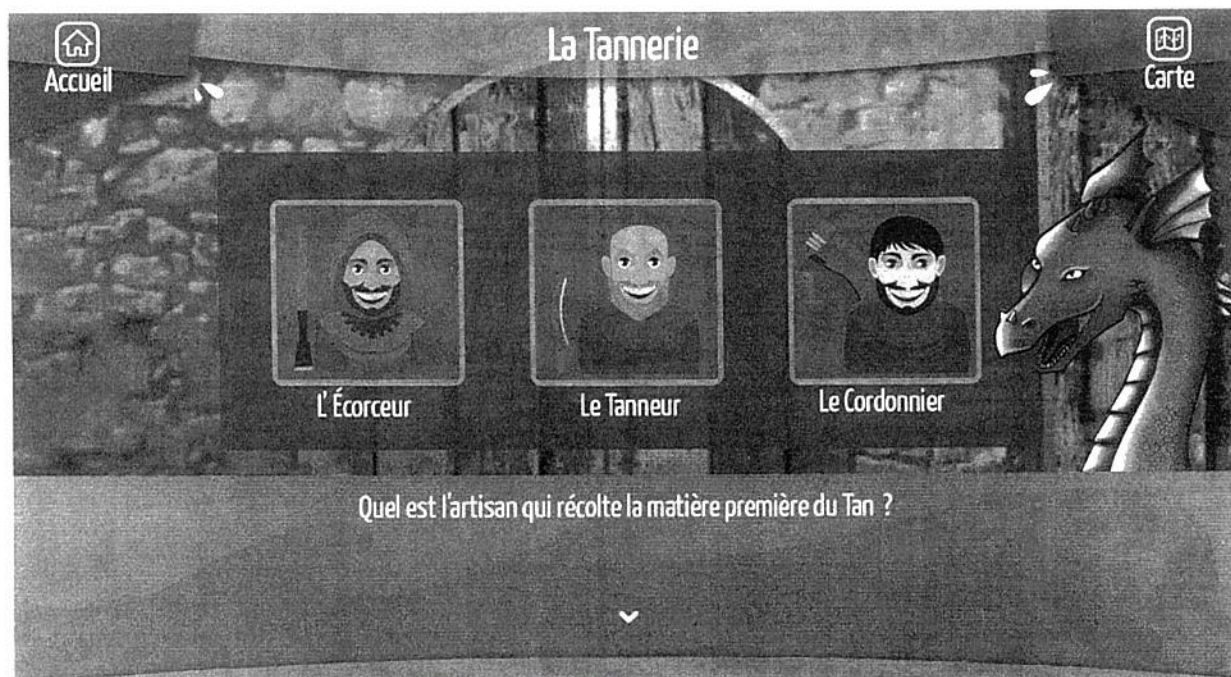 La Tannerie
Accueil
Carte
L' Écorceur
Le Tanneur
Le Cordonnier
Quel est l'artisan qui récolte la matière première du Tan ?